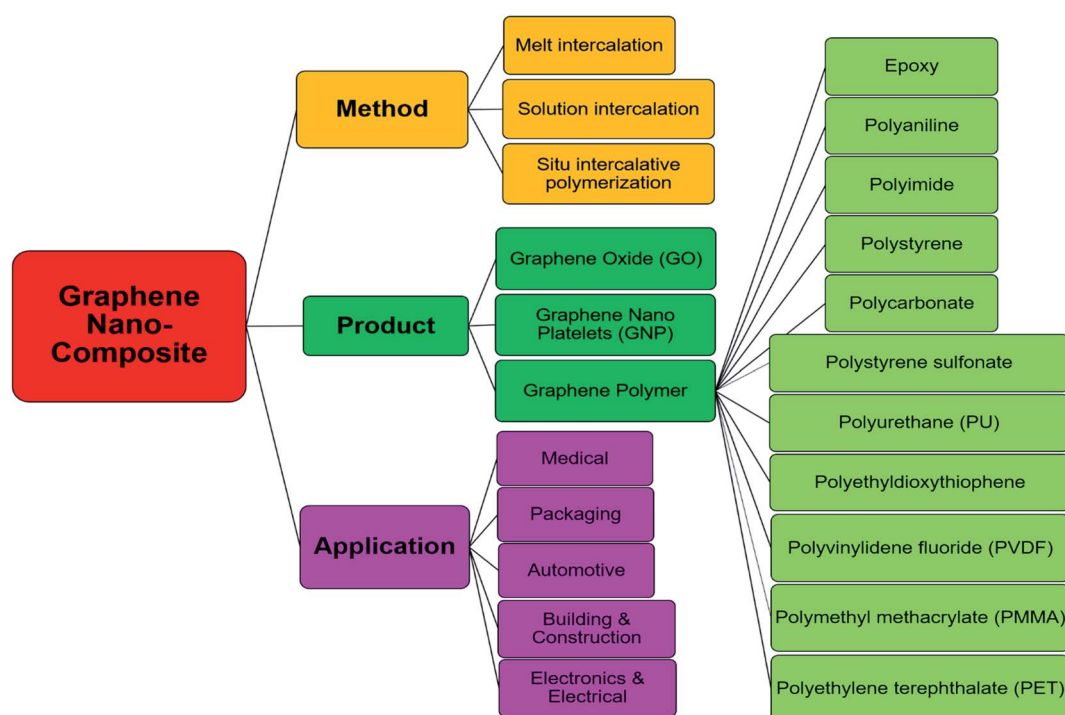 Graphene
Nano-
Composite
Method
Melt intercalation
Solution intercalation
Situ intercalative
polymerization
Product
Graphene Oxide (GO)
Graphene Nano
Platelets (GNP)
Graphene Polymer
Epoxy
Polyaniline
Polyimide
Polystyrene
Polycarbonate
Polystyrene sulfonate
Polyurethane (PU)
Polyethyldioxythiophene
Polyvinylidene fluoride (PVDF)
Polymethyl methacrylate (PMMA)
Polyethylene terephthalate (PET)
Application
Medical
Packaging
Automotive
Building &
Construction
Electronics &
Electrical